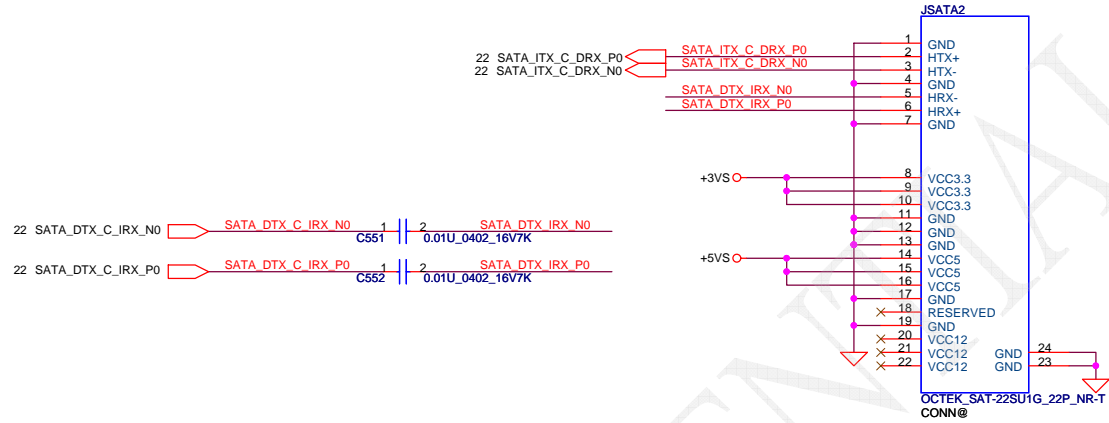 JSATA2
22 SATA_ITX_C_DRX_P0 SATA_ITX_C_DRX_P0 2 HTX+
22 SATA_ITX_C_DRX_N0 SATA_ITX_C_DRX_N0 3 HTX-
1 GND
4 GND
SATA_DTX_IRX_N0 5 HRX-
SATA_DTX_IRX_P0 6 HRX+
7 GND
+3VS 8 VCC3.3
9 VCC3.3
10 VCC3.3
11 GND
12 GND
13 GND
+5VS 14 VCC5
15 VCC5
16 VCC5
17 GND
18 RESERVED
19 GND
20 VCC12
21 VCC12 GND 24
22 VCC12 GND 23
OCTEK_SAT-22SU1G_22P_NR-T
CONN@
22 SATA_DTX_C_IRX_N0 SATA_DTX_C_IRX_N0 1 2 SATA_DTX_IRX_N0
C551 0.01U_0402_16V7K
22 SATA_DTX_C_IRX_P0 SATA_DTX_C_IRX_P0 1 2 SATA_DTX_IRX_P0
C552 0.01U_0402_16V7K